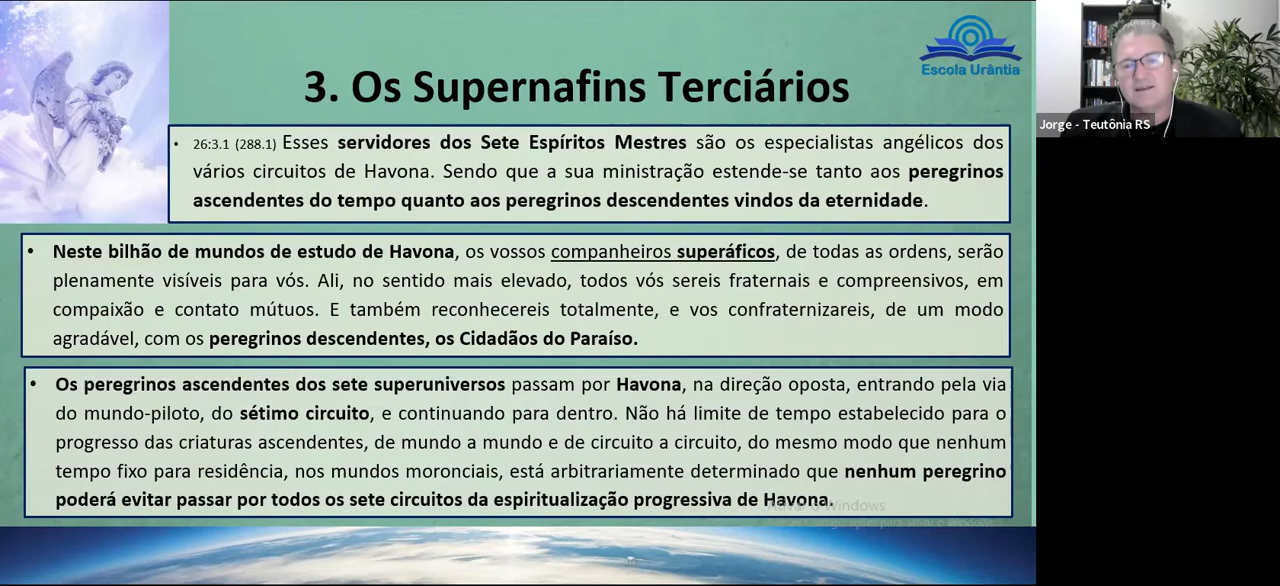 Escola Urântia
3. Os Supernafins Terciários
• 26:3.1 (288.1) Esses servidores dos Sete Espíritos Mestres são os especialistas angélicos dos
vários circuitos de Havona. Sendo que a sua ministração estende-se tanto aos peregrinos
ascendentes do tempo quanto aos peregrinos descendentes vindos da eternidade.
• Neste bilhão de mundos de estudo de Havona, os vossos companheiros superáficos, de todas as ordens, serão
plenamente visíveis para vós. Ali, no sentido mais elevado, todos vós sereis fraternais e compreensivos, em
compaixão e contato mútuos. E também reconhecereis totalmente, e vos confraternizareis, de um modo
agradável, com os peregrinos descendentes, os Cidadãos do Paraíso.
• Os peregrinos ascendentes dos sete superuniversos passam por Havona, na direção oposta, entrando pela via
do mundo-piloto, do sétimo circuito, e continuando para dentro. Não há limite de tempo estabelecido para o
progresso das criaturas ascendentes, de mundo a mundo e de circuito a circuito, do mesmo modo que nenhum
tempo fixo para residência, nos mundos moronciais, está arbitrariamente determinado que nenhum peregrino
poderá evitar passar por todos os sete circuitos da espiritualização progressiva de Havona.
Windows
Jorge - Teutônia RS